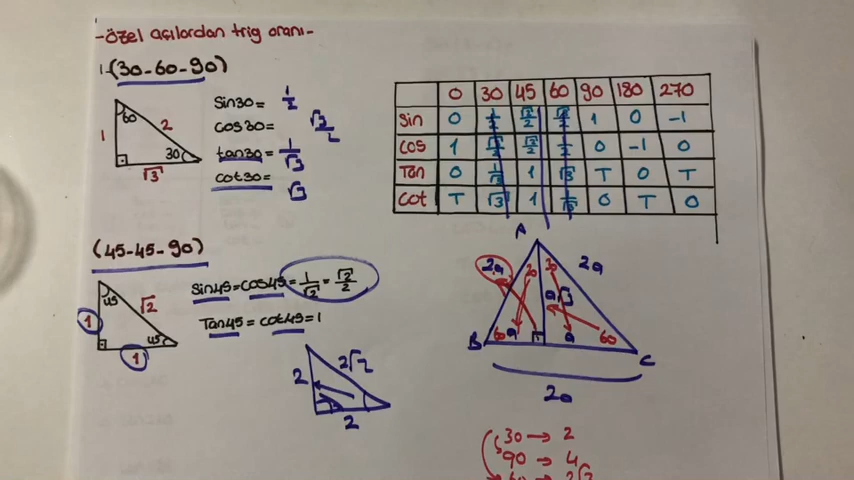 -özel açılardan trig oranı-
1-(30-60-90)
60
1
2
30
√3
sin30= 1/2
cos30= √3/2
tan30= 1/√3
cot30= √3
0 30 45 60 90 180 270
sin 0 1/2 √2/2 √3/2 1 0 -1
cos 1 √3/2 √2/2 1/2 0 -1 0
Tan 0 1/√3 1 √3 T 0 T
cot T √3 1 1/√3 0 T 0
(45-45-90)
45
√2
1
45
1
sin45=cos45=1/√2=√2/2
Tan45=cot45=1
2
2√2
2
A
2a
2a
30 30
a√3
60 a a 60
B
C
2a
30→2
90→4
60→2√3